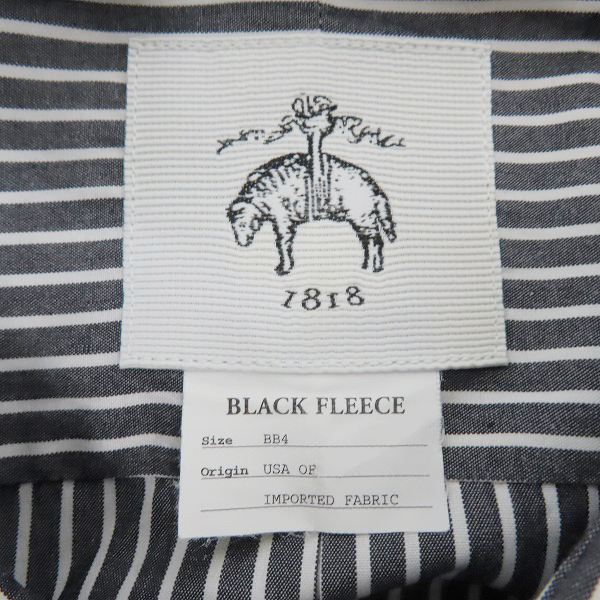 1818
BLACK FLEECE
Size BB4
Origin USA OF
IMPORTED FABRIC